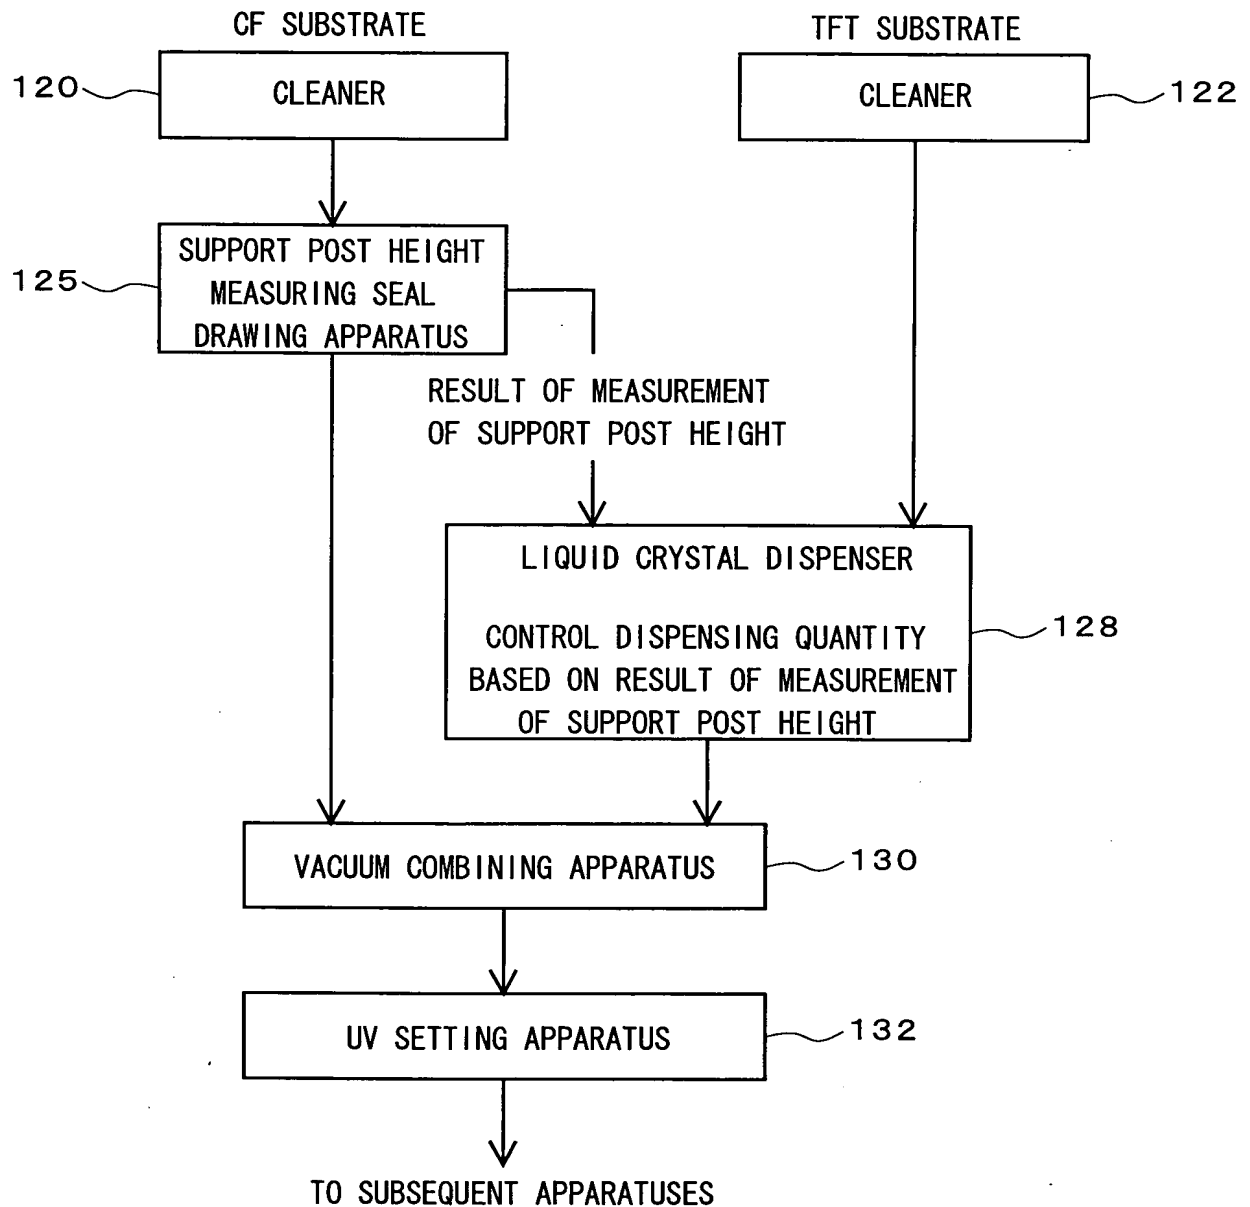 CF SUBSTRATE
TFT SUBSTRATE
120
CLEANER
CLEANER
122
125
SUPPORT POST HEIGHT
MEASURING SEAL
DRAWING APPARATUS
RESULT OF MEASUREMENT
OF SUPPORT POST HEIGHT
LIQUID CRYSTAL DISPENSER
CONTROL DISPENSING QUANTITY
BASED ON RESULT OF MEASUREMENT
OF SUPPORT POST HEIGHT
128
VACUUM COMBINING APPARATUS
130
UV SETTING APPARATUS
132
TO SUBSEQUENT APPARATUSES